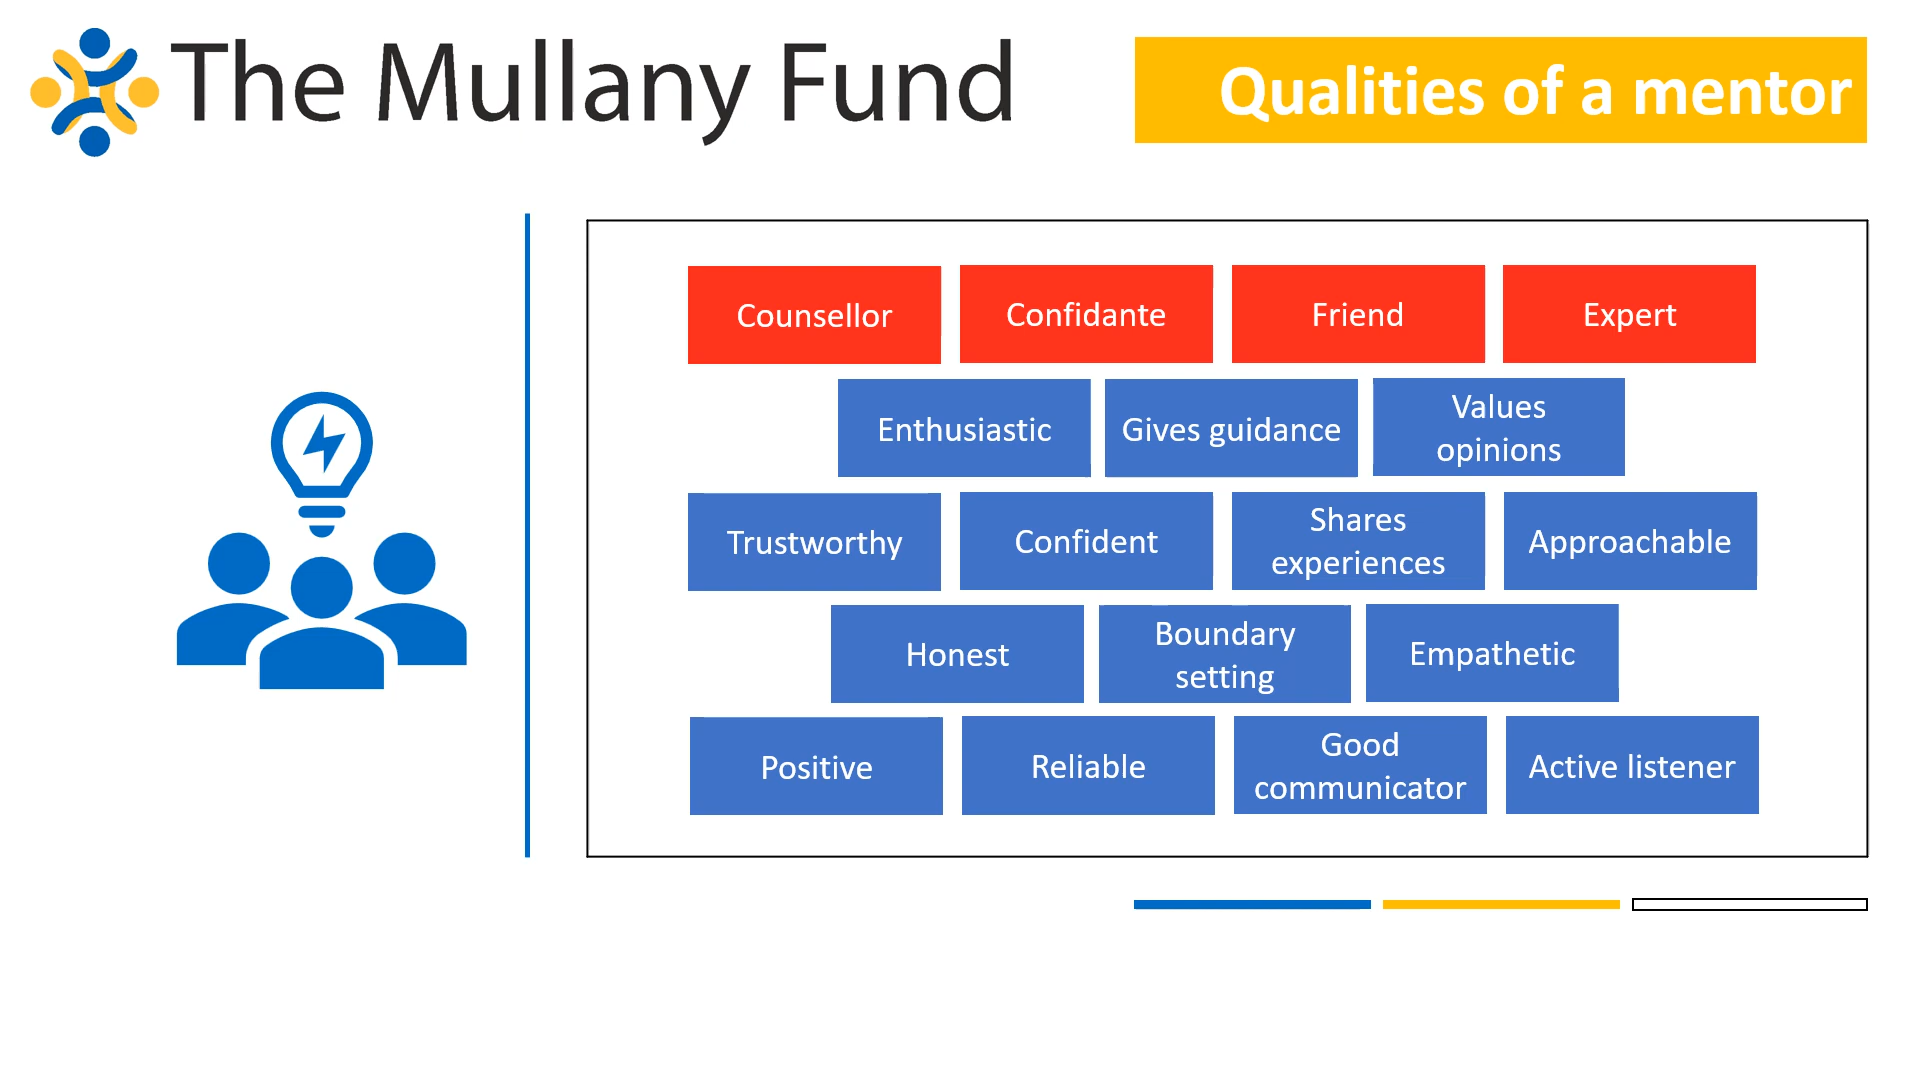 The Mullany Fund
Qualities of a mentor
Counsellor
Confidante
Friend
Expert
Enthusiastic
Gives guidance
Values
opinions
Trustworthy
Confident
Shares
experiences
Approachable
Honest
Boundary
setting
Empathetic
Positive
Reliable
Good
communicator
Active listener